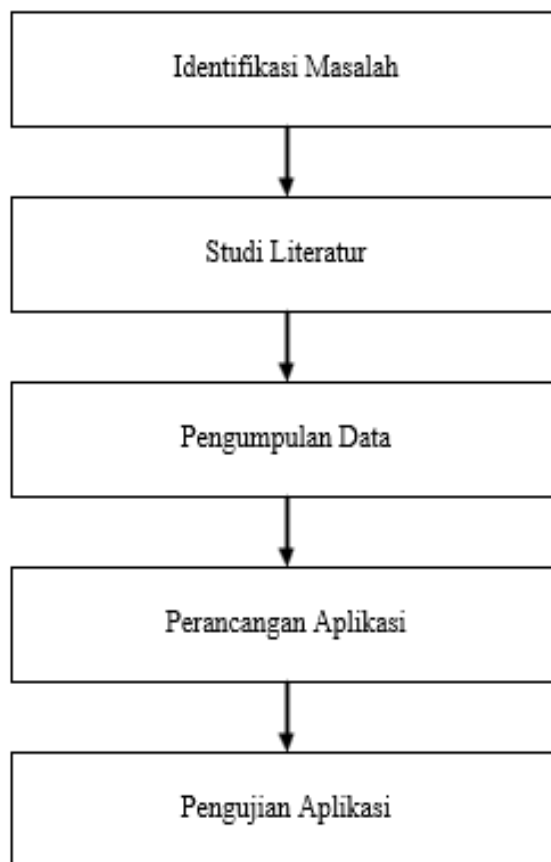 Identifikasi Masalah
Studi Literatur
Pengumpulan Data
Perancangan Aplikasi
Pengujian Aplikasi